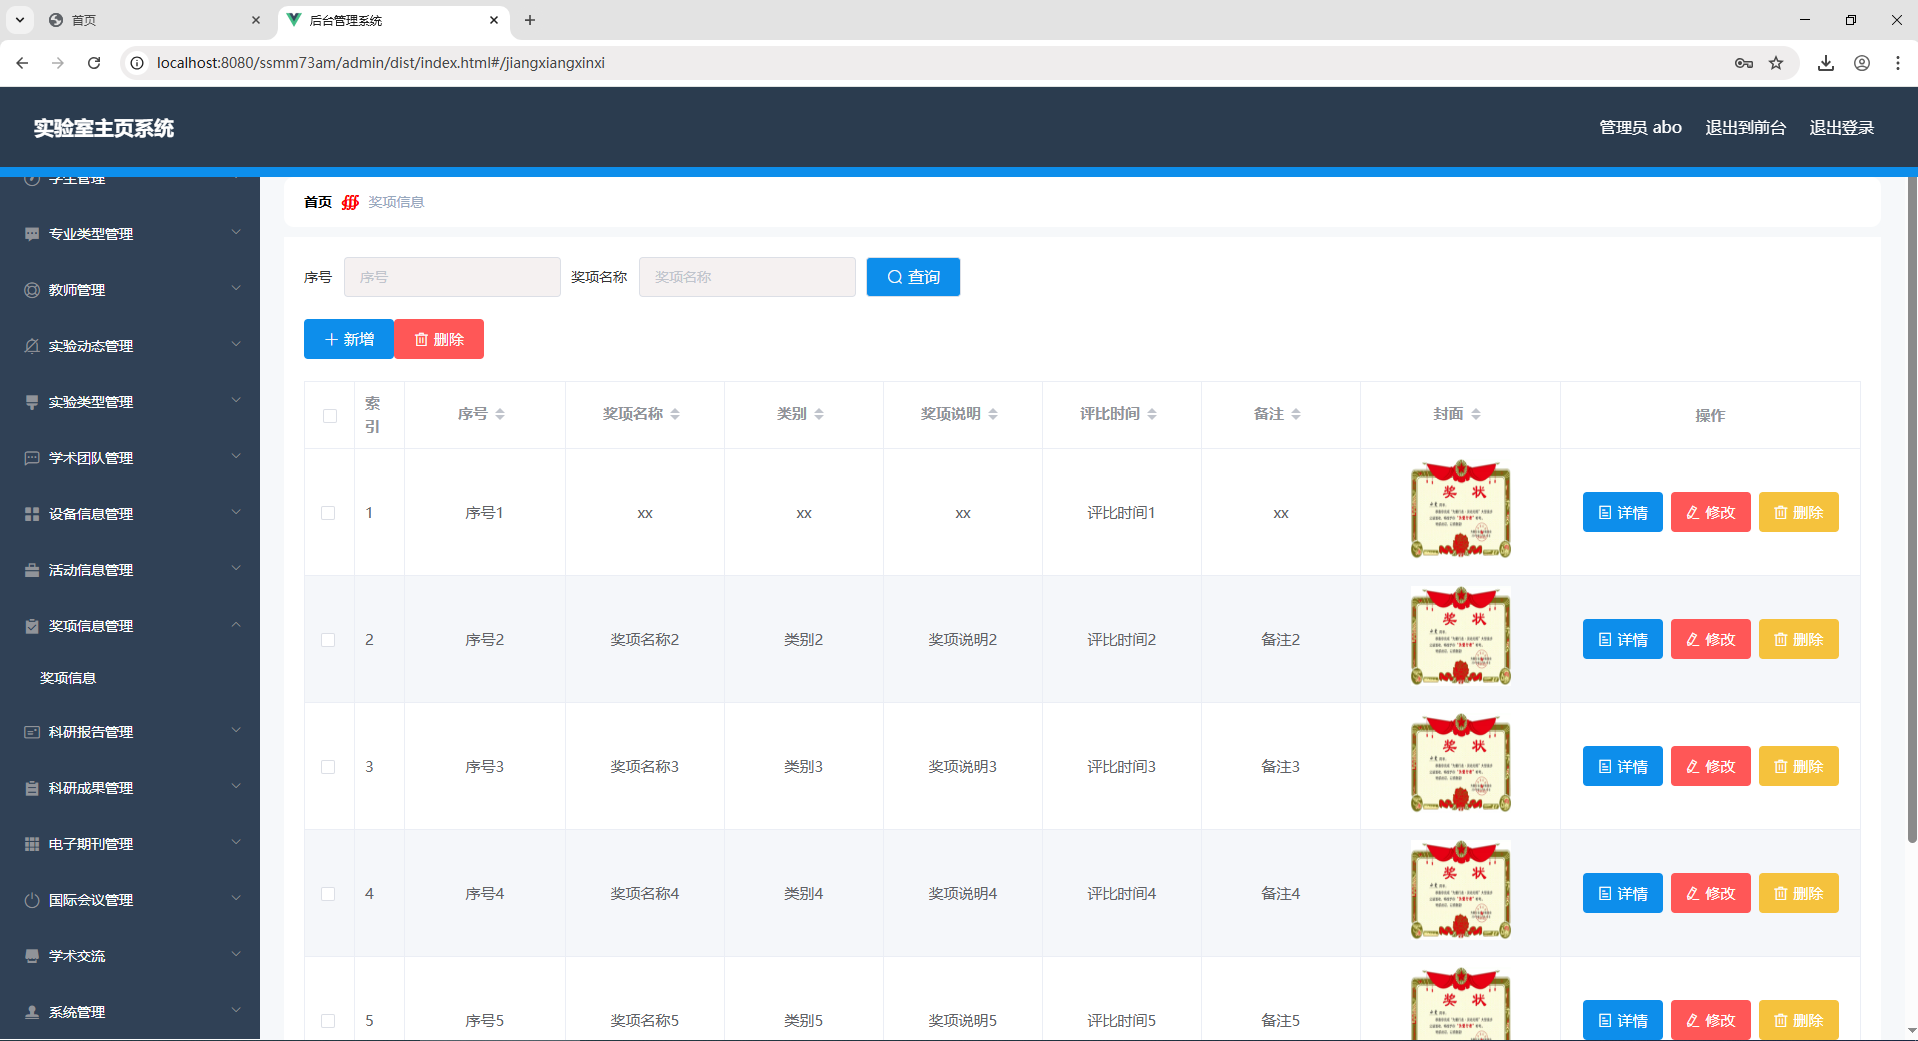 首页
后台管理系统
localhost:8080/ssmm73am/admin/dist/index.html#/jiangxiangxinxi
实验室主页系统
管理员 abo 退出到前台 退出登录
学生管理
专业类型管理
教师管理
实验动态管理
实验类型管理
学术团队管理
设备信息管理
活动信息管理
奖项信息管理
奖项信息
科研报告管理
科研成果管理
电子期刊管理
国际会议管理
学术交流
系统管理
首页 奖项信息
序号 序号 奖项名称 奖项名称 查询
新增 删除
索引 序号 奖项名称 类别 奖项说明 评比时间 备注 封面 操作
1 序号1 xx xx xx 评比时间1 xx 奖状 详情 修改 删除
2 序号2 奖项名称2 类别2 奖项说明2 评比时间2 备注2 奖状 详情 修改 删除
3 序号3 奖项名称3 类别3 奖项说明3 评比时间3 备注3 奖状 详情 修改 删除
4 序号4 奖项名称4 类别4 奖项说明4 评比时间4 备注4 奖状 详情 修改 删除
5 序号5 奖项名称5 类别5 奖项说明5 评比时间5 备注5 奖状 详情 修改 删除